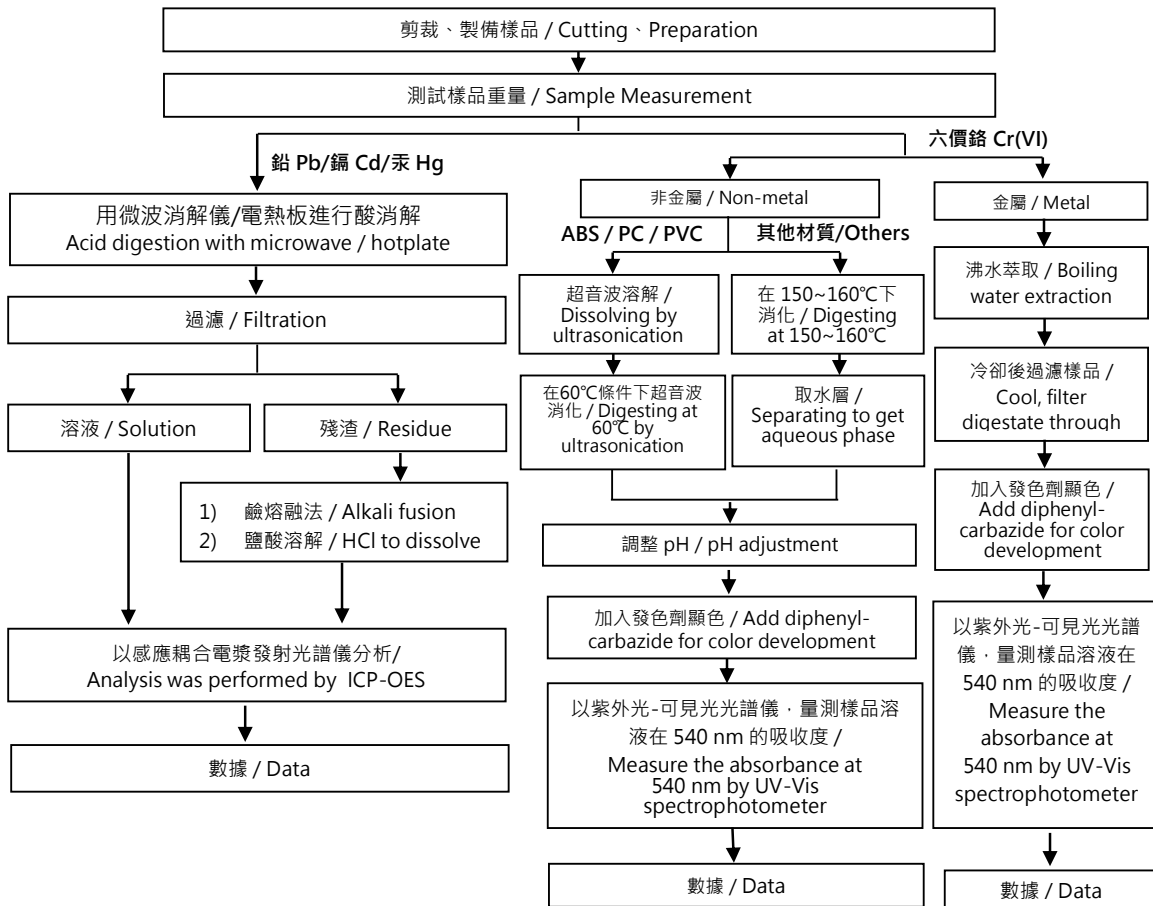 剪裁、製備樣品 / Cutting、Preparation
測試樣品重量 / Sample Measurement
鉛 Pb/鎘 Cd/汞 Hg
用微波消解儀/電熱板進行酸消解
Acid digestion with microwave / hotplate
過濾 / Filtration
溶液 / Solution
殘渣 / Residue
1) 鹼熔融法 / Alkali fusion
2) 鹽酸溶解 / HCl to dissolve
以感應耦合電漿發射光譜儀分析/
Analysis was performed by ICP-OES
數據 / Data
六價鉻 Cr(VI)
非金屬 / Non-metal
ABS / PC / PVC
其他材質/Others
超音波溶解 /
Dissolving by
ultrasonication
在 150~160℃下
消化 / Digesting
at 150~160℃
在60℃條件下超音波
消化 / Digesting at
60℃ by
ultrasonication
取水層 /
Separating to get
aqueous phase
調整 pH / pH adjustment
加入發色劑顯色 / Add diphenyl-
carbazide for color development
以紫外光-可見光光譜儀，量測樣品溶
液在 540 nm 的吸收度 /
Measure the absorbance at
540 nm by UV-Vis
spectrophotometer
數據 / Data
金屬 / Metal
沸水萃取 / Boiling
water extraction
冷卻後過濾樣品 /
Cool, filter
digestate through
加入發色劑顯色 /
Add diphenyl-
carbazide for color
development
以紫外光-可見光光譜
儀，量測樣品溶液在
540 nm 的吸收度 /
Measure the
absorbance at
540 nm by UV-Vis
spectrophotometer
數據 / Data